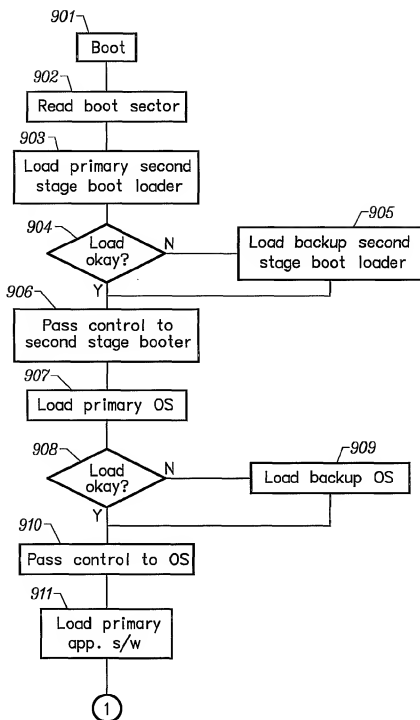 901
Boot
902
Read boot sector
903
Load primary second
stage boot loader
904
Load
okay?
N
Y
905
Load backup second
stage boot loader
906
Pass control to
second stage booter
907
Load primary OS
908
Load
okay?
N
Y
909
Load backup OS
910
Pass control to OS
911
Load primary
app. s/w
1